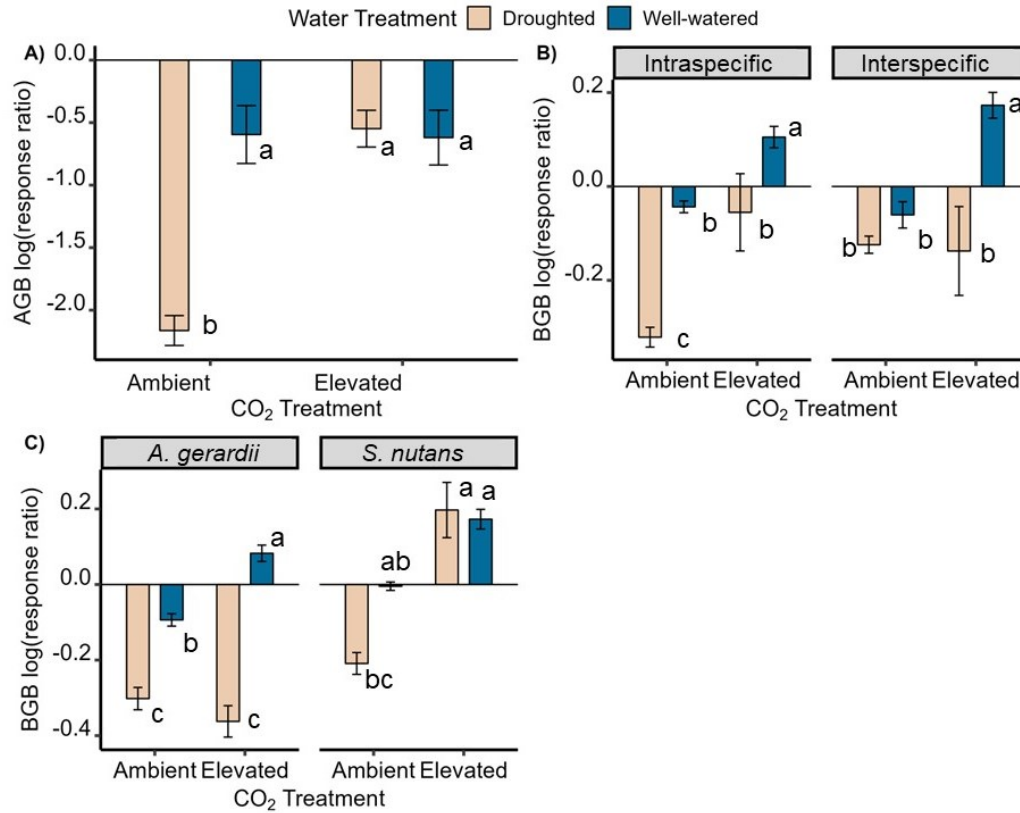 Water Treatment Droughted Well-watered
A)
0.0
-0.5
-1.0
-1.5
-2.0
AGB log(response ratio)
b
a
a
a
Ambient Elevated
CO₂ Treatment
B)
Intraspecific Interspecific
0.2
0.0
-0.2
BGB log(response ratio)
c
b
b
a
b
b
b
a
Ambient Elevated Ambient Elevated
CO₂ Treatment
C)
A. gerardii S. nutans
0.2
0.0
-0.2
-0.4
BGB log(response ratio)
c
b
c
a
bc
ab
a a
Ambient Elevated Ambient Elevated
CO₂ Treatment